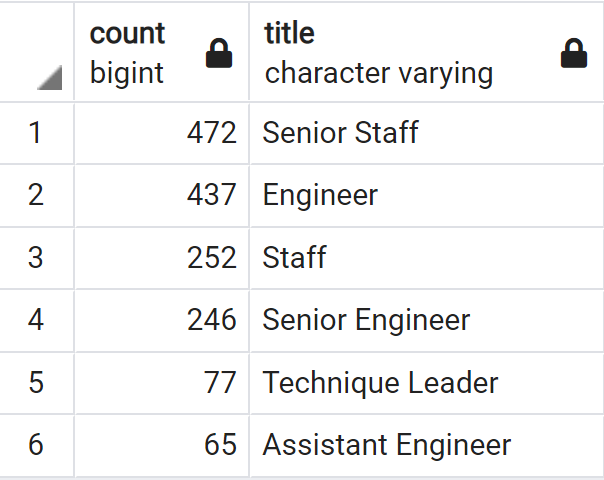 count title
bigint character varying
1 472 Senior Staff
2 437 Engineer
3 252 Staff
4 246 Senior Engineer
5 77 Technique Leader
6 65 Assistant Engineer